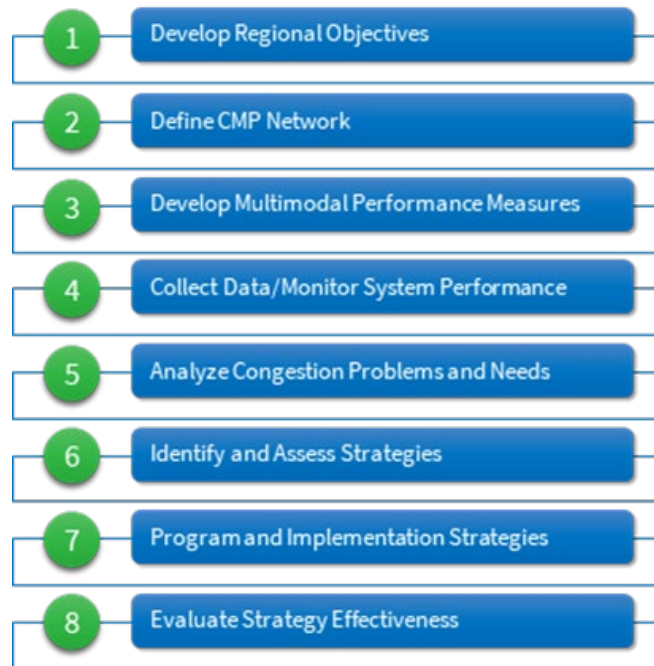 1 Develop Regional Objectives
2 Define CMP Network
3 Develop Multimodal Performance Measures
4 Collect Data/Monitor System Performance
5 Analyze Congestion Problems and Needs
6 Identify and Assess Strategies
7 Program and Implementation Strategies
8 Evaluate Strategy Effectiveness